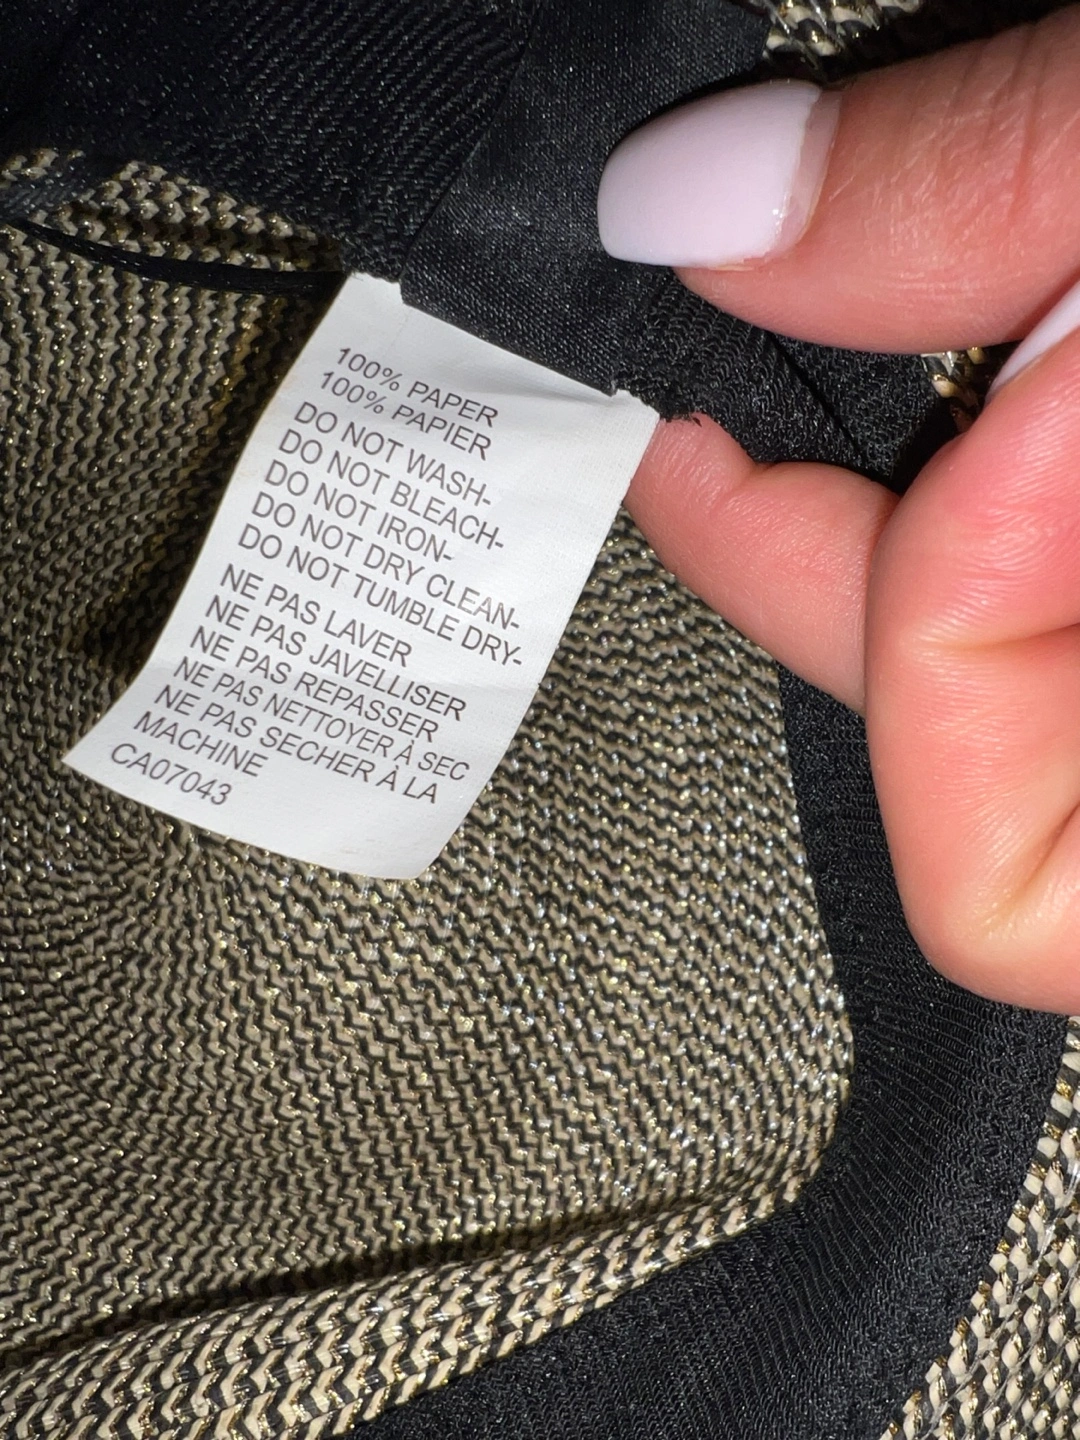 100% PAPER
100% PAPIER
DO NOT WASH-
DO NOT BLEACH-
DO NOT IRON-
DO NOT DRY CLEAN-
DO NOT TUMBLE DRY-
NE PAS LAVER
NE PAS JAVELLISER
NE PAS REPASSER
NE PAS NETTOYER À SEC
NE PAS SECHER À LA
MACHINE
CA07043